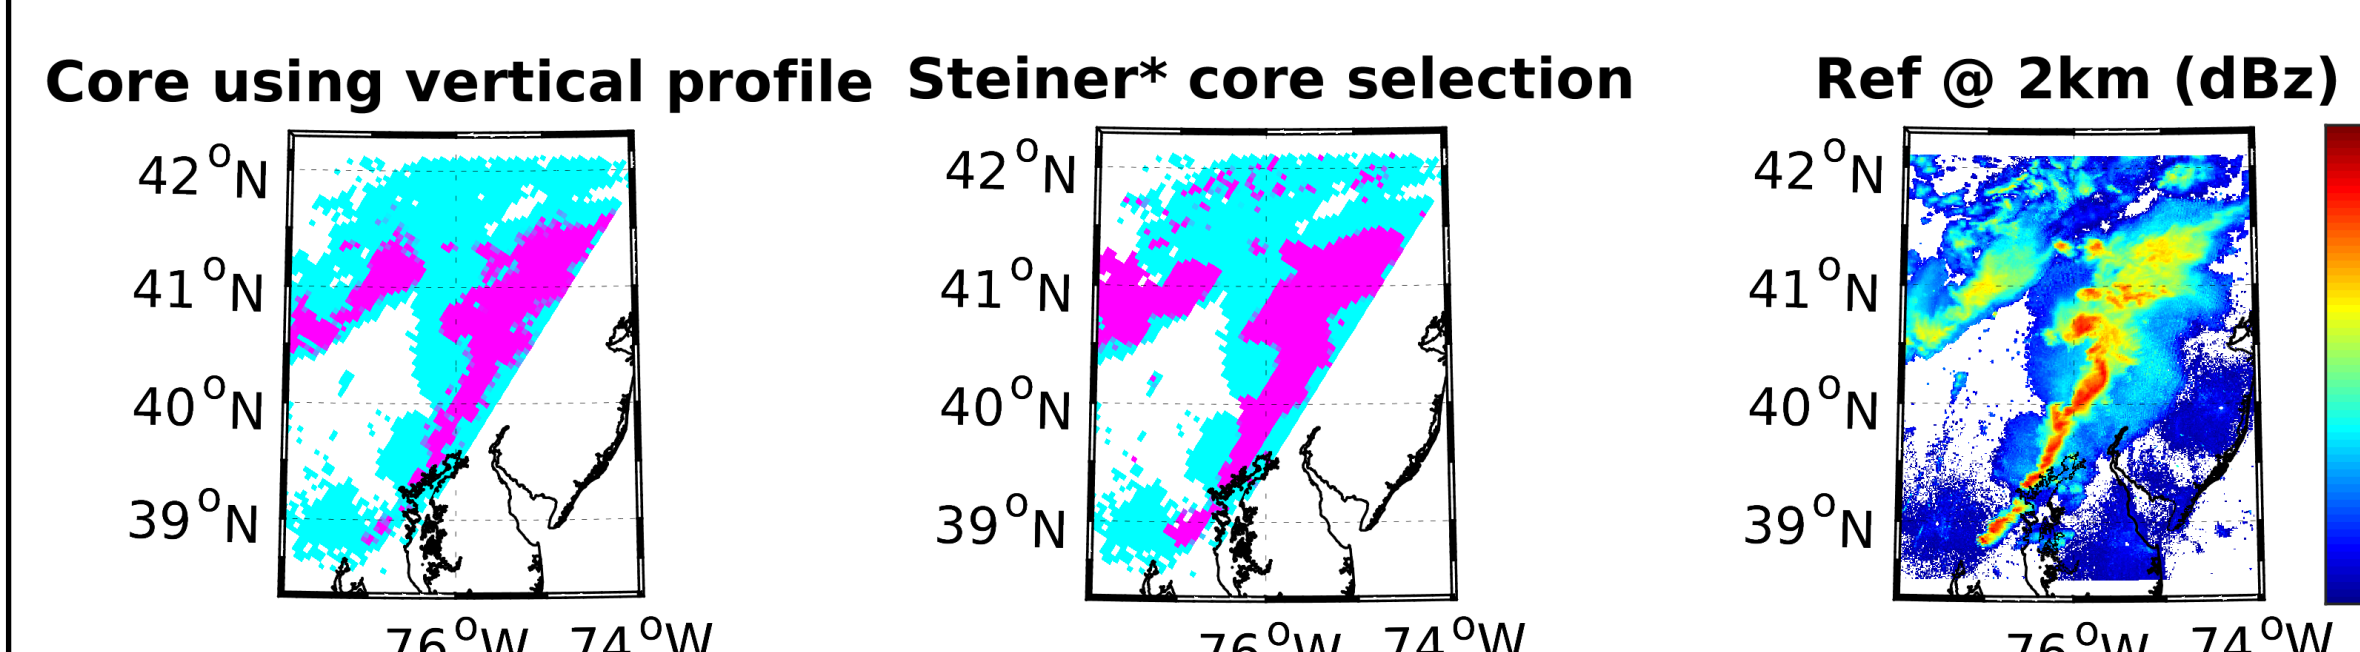 Core using vertical profile Steiner* core selection Ref @ 2km (dBz)
42°N 42°N 42°N
41°N 41°N 41°N
40°N 40°N 40°N
39°N 39°N 39°N
76°W 74°W 76°W 74°W 76°W 74°W